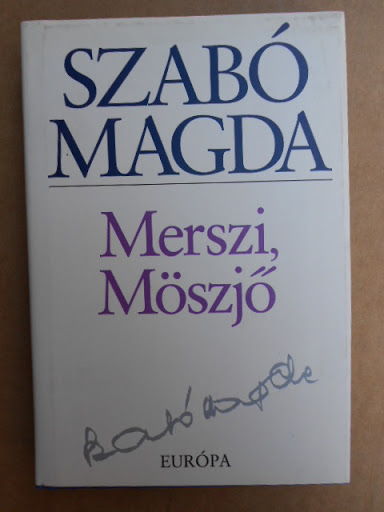 SZABÓ
MAGDA
Merszi,
Möszjő
EURÓPA